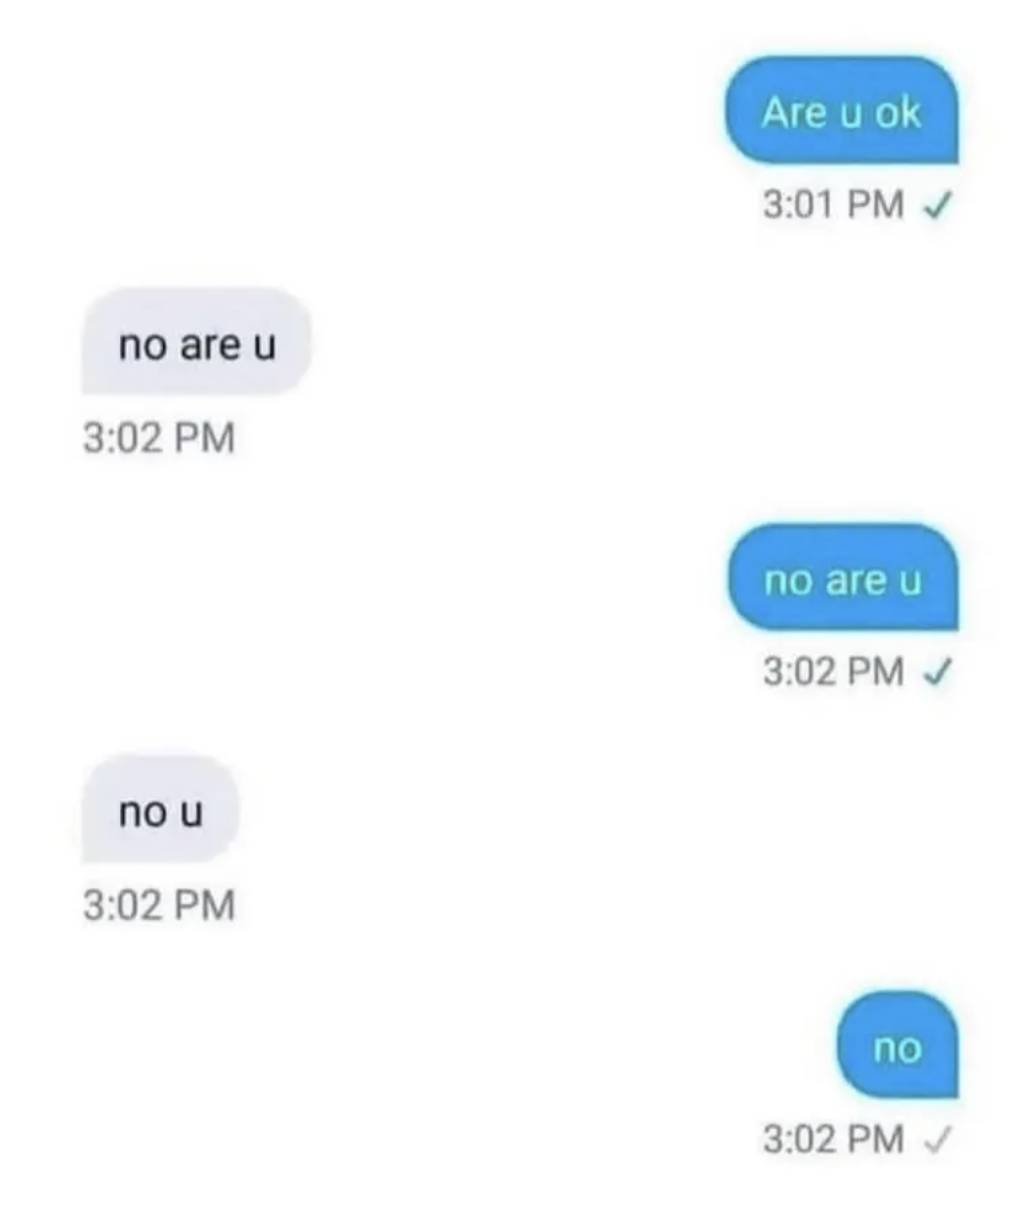 Are u ok
3:01 PM ✓
no are u
3:02 PM
no are u
3:02 PM ✓
no u
3:02 PM
no
3:02 PM ✓